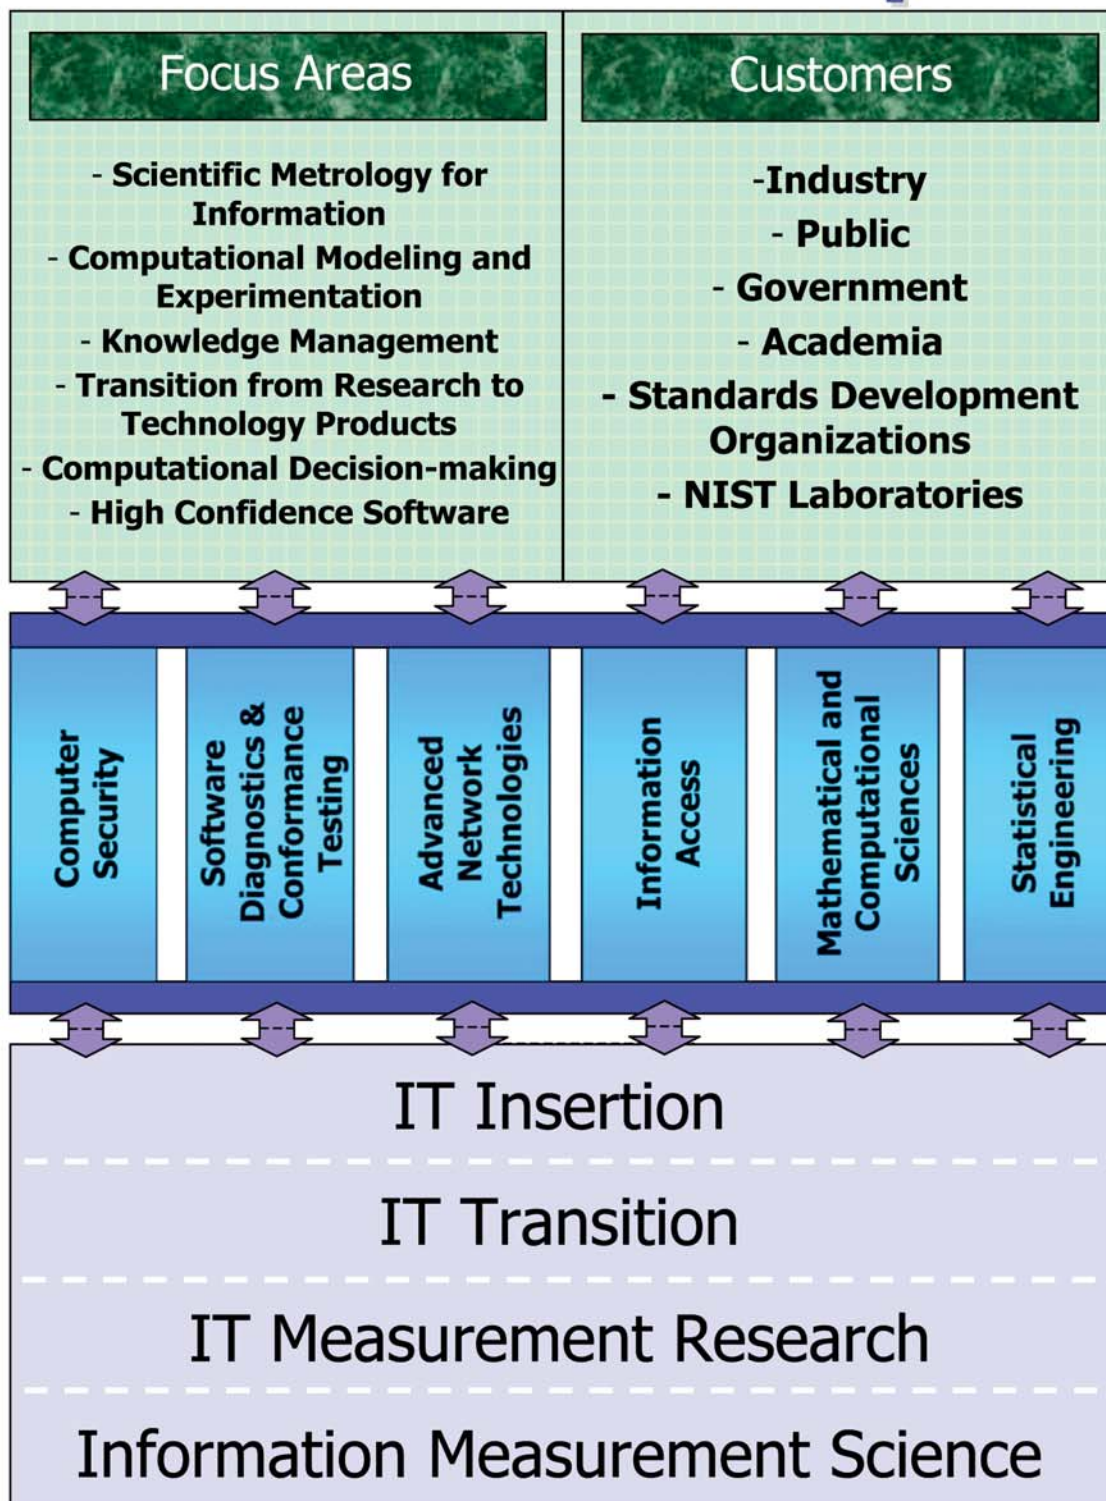 Focus Areas
- Scientific Metrology for
Information
- Computational Modeling and
Experimentation
- Knowledge Management
- Transition from Research to
Technology Products
- Computational Decision-making
- High Confidence Software
Customers
-Industry
- Public
- Government
- Academia
- Standards Development
Organizations
- NIST Laboratories
Computer
Security
Software
Diagnostics &
Conformance
Testing
Advanced
Network
Technologies
Information
Access
Mathematical and
Computational
Sciences
Statistical
Engineering
IT Insertion
IT Transition
IT Measurement Research
Information Measurement Science